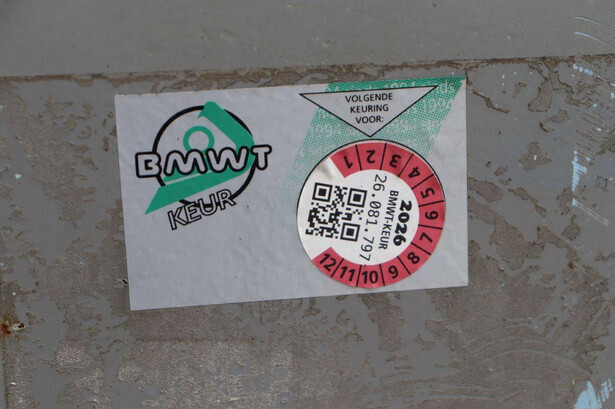 BMWT
KEUR
VOLGENDE
KEURING
VOOR:
1 2 3 4 5 6 7 8 9 10 11 12
2026
BMWT-KEUR
26.081.797